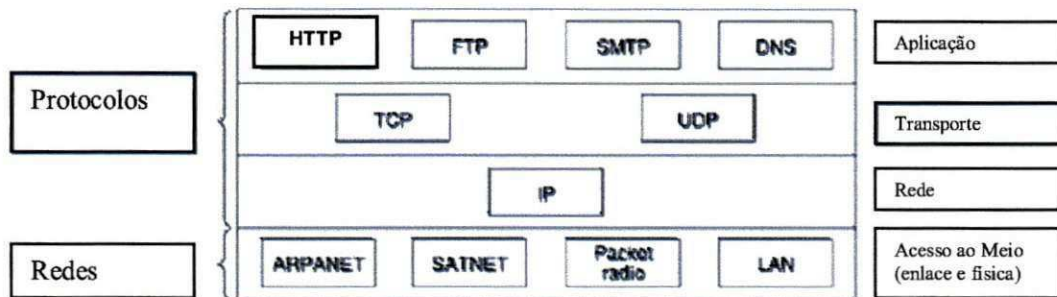 HTTP FTP SMTP DNS Aplicação
Protocolos
TCP UDP Transporte
IP Rede
Redes
ARPANET SATNET Packet radio LAN Acesso ao Meio
(enlace e física)